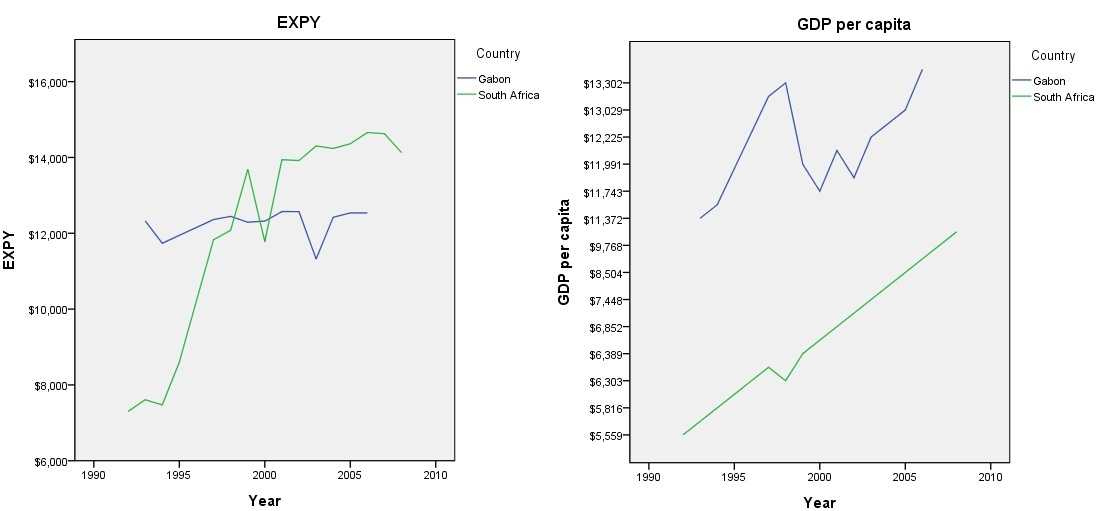 EXPY
Country
Gabon
South Africa
$16,000
$14,000
$12,000
$10,000
$8,000
$6,000
EXPY
1990 1995 2000 2005 2010
Year
GDP per capita
Country
Gabon
South Africa
$13,302
$13,029
$12,225
$11,991
$11,743
$11,372
$9,768
$8,504
$7,448
$6,852
$6,389
$6,303
$5,816
$5,559
GDP per capita
1990 1995 2000 2005 2010
Year